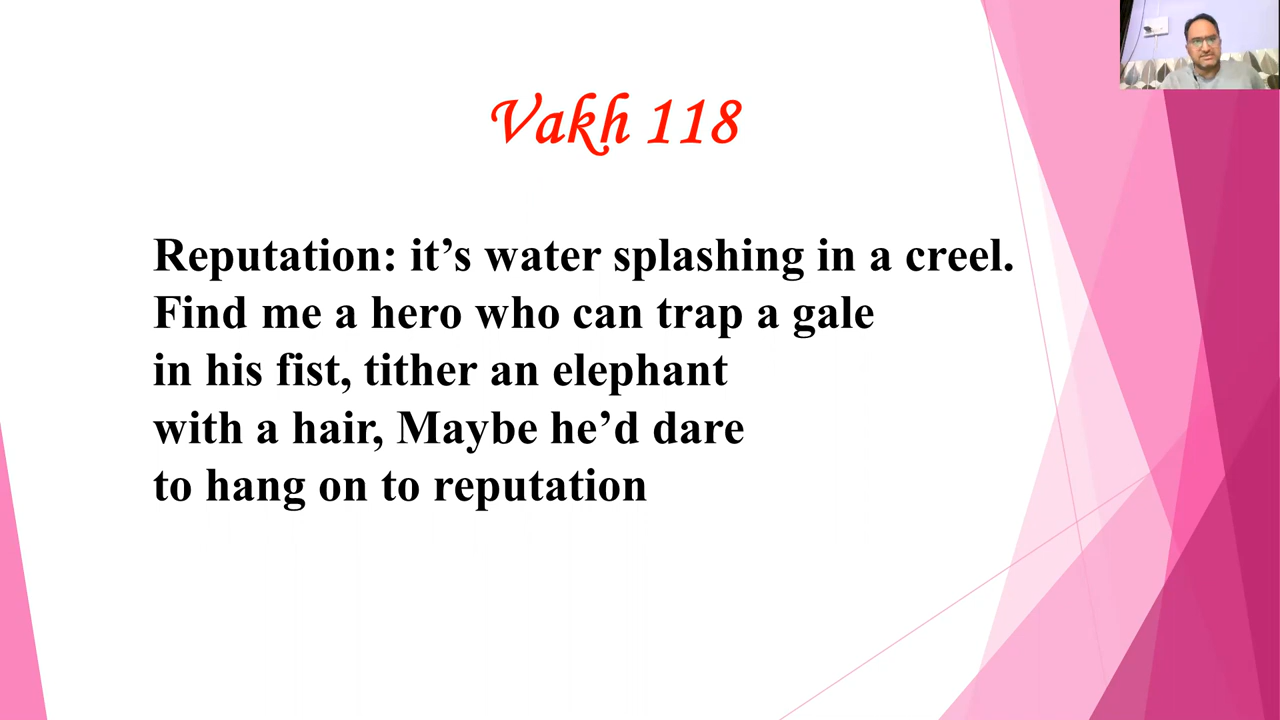 Vakh 118
Reputation: it’s water splashing in a creel.
Find me a hero who can trap a gale
in his fist, tither an elephant
with a hair, Maybe he’d dare
to hang on to reputation